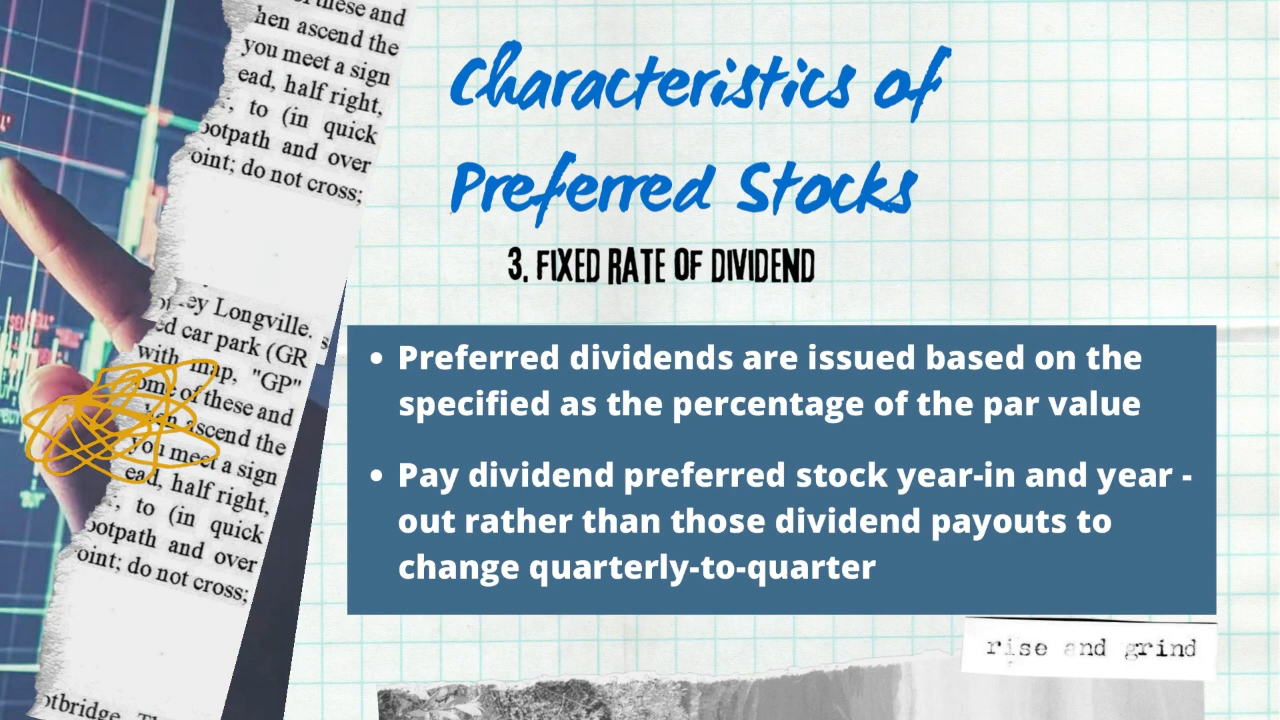 these and
hen ascend the
you meet a sign
ead, half right,
to (in quick
ootpath and over
oint; do not cross;
Characteristics of
Preferred Stocks
3. FIXED RATE OF DIVIDEND
ey Longville.
ed car park (GR
with map, "GP"
ome of these and
hen ascend the
you meet a sign
ead, half right,
to (in quick
ootpath and over
oint; do not cross;
otbridge.
• Preferred dividends are issued based on the
specified as the percentage of the par value
• Pay dividend preferred stock year-in and year -
out rather than those dividend payouts to
change quarterly-to-quarter
rise and grind